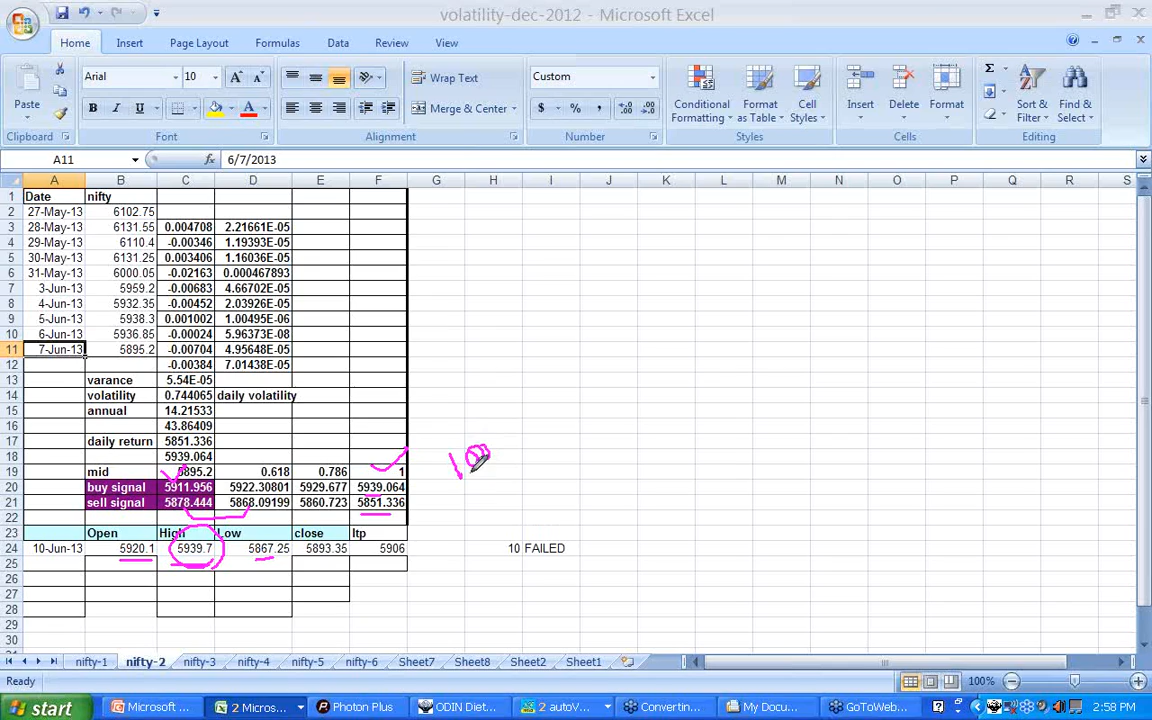 volatility-dec-2012 - Microsoft Excel
Home Insert Page Layout Formulas Data Review View
Arial 10 A A Wrap Text Custom
Paste B I U A Merge & Center $ % , Conditional Formatting Format as Table Cell Styles Insert Delete Format Σ Sort & Filter Find & Select
Clipboard Font Alignment Number Styles Cells Editing
A11 fx 6/7/2013
A B C D E F G H I J K L M N O P Q R S
1 Date nifty
2 27-May-13 6102.75
3 28-May-13 6131.55 0.004708 2.21661E-05
4 29-May-13 6110.4 -0.00346 1.19393E-05
5 30-May-13 6131.25 0.003406 1.16036E-05
6 31-May-13 6000.05 -0.02163 0.000467893
7 3-Jun-13 5959.2 -0.00683 4.66702E-05
8 4-Jun-13 5932.35 -0.00452 2.03926E-05
9 5-Jun-13 5938.3 0.001002 1.00495E-06
10 6-Jun-13 5936.85 -0.00024 5.96373E-08
11 7-Jun-13 5895.2 -0.00704 4.95648E-05
12 -0.00384 7.01438E-05
13 varance 5.54E-05
14 volatility 0.744065 daily volatility
15 annual 14.21533
16 43.86409
17 daily return 5851.336
18 5939.064
19 mid 5895.2 0.618 0.786 1
20 buy signal 5911.956 5922.30801 5929.677 5939.064
21 sell signal 5878.444 5868.09199 5860.723 5851.336
22
23 Open High Low close ltp
24 10-Jun-13 5920.1 5939.7 5867.25 5893.35 5906 10 FAILED
25
26
27
28
29
30
nifty-1 nifty-2 nifty-3 nifty-4 nifty-5 nifty-6 Sheet7 Sheet8 Sheet2 Sheet1
Ready 100%
start Microsoft ... 2 Micros... Photon Plus ODIN Diet... 2 autoV... Convertin... My Docu... GoToWeb... 2:58 PM